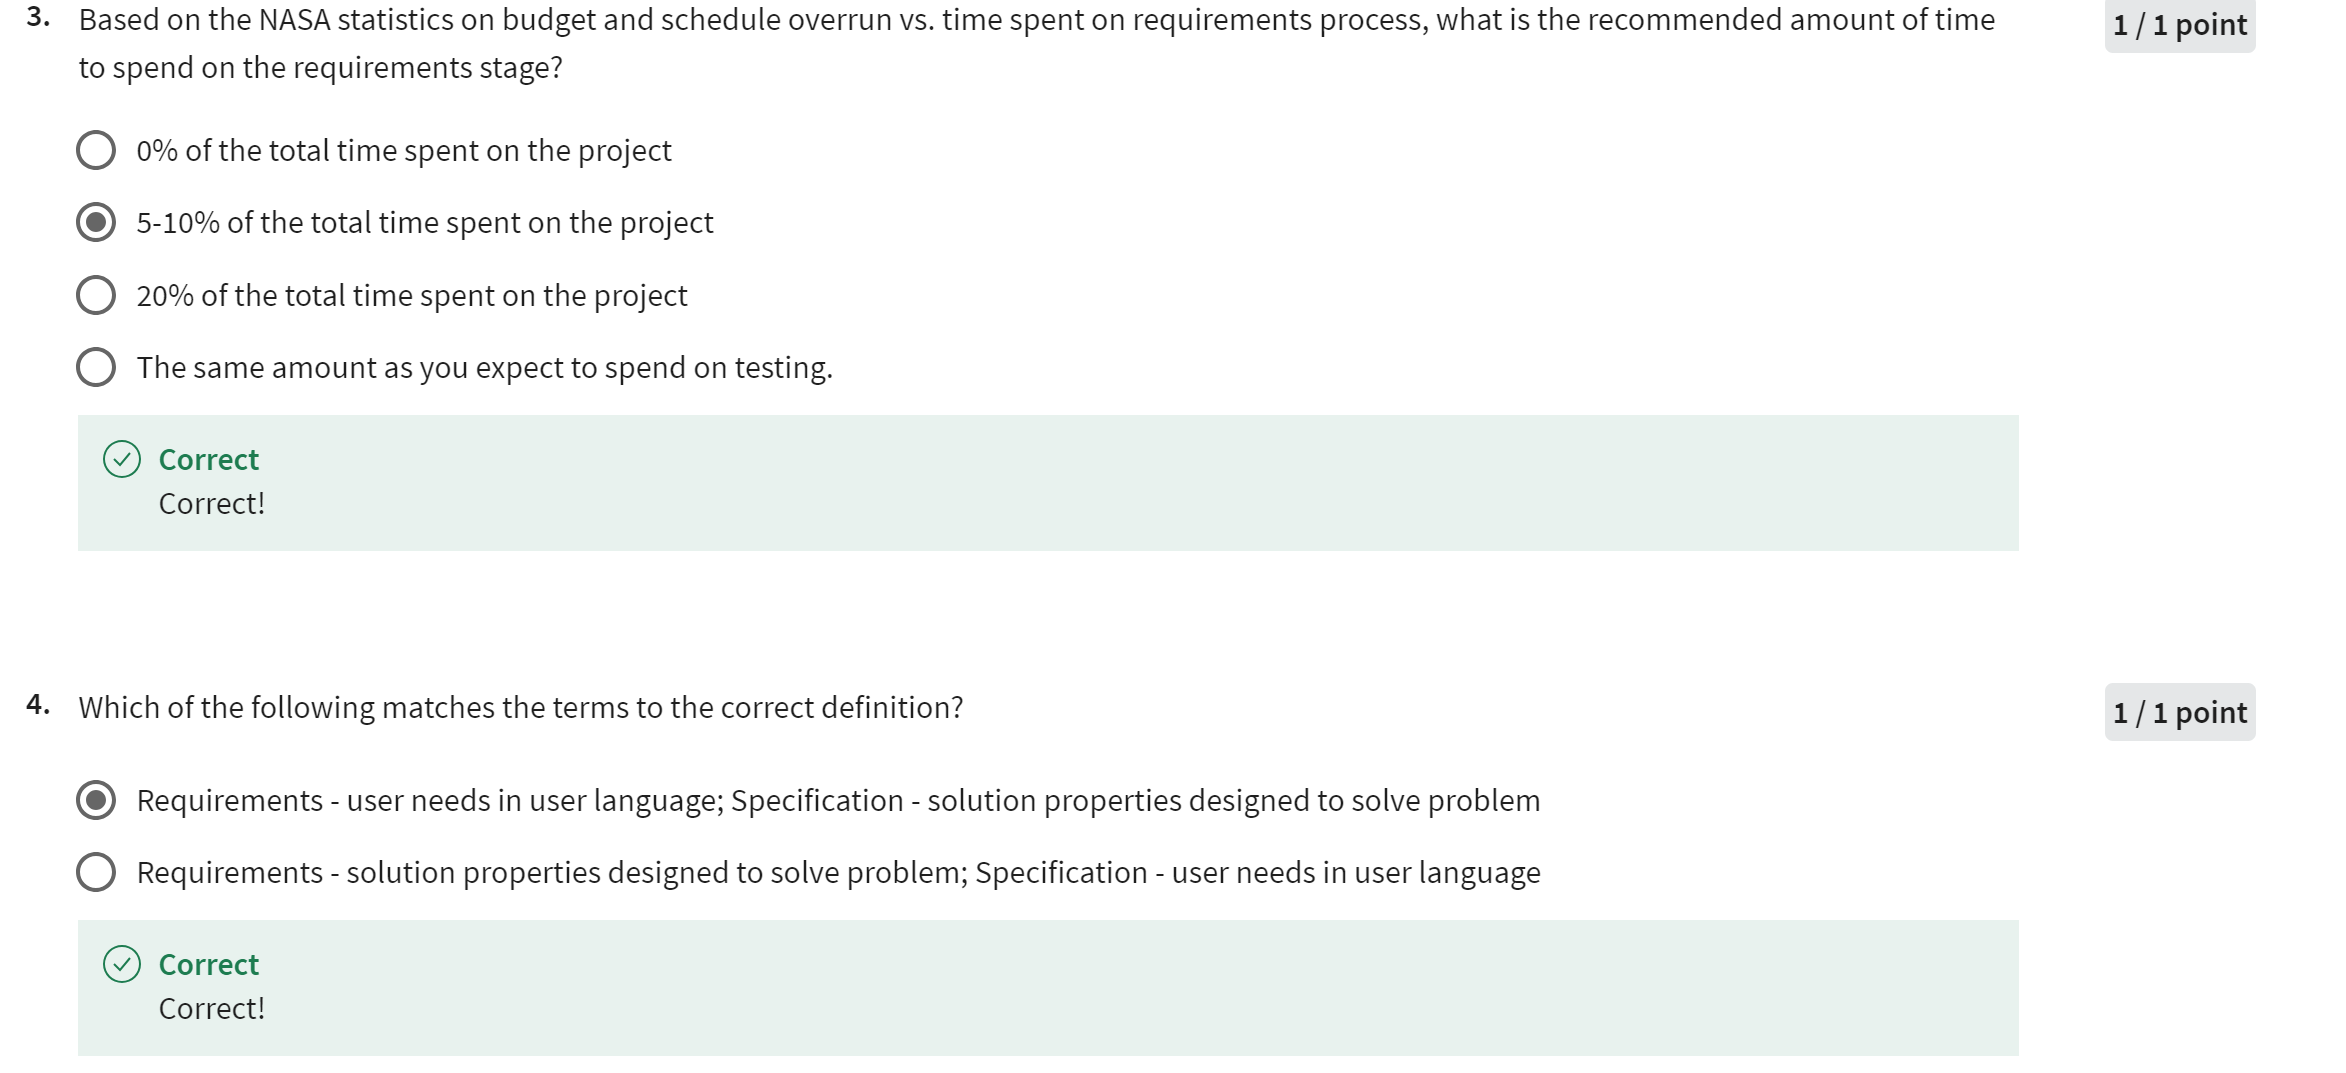 3. Based on the NASA statistics on budget and schedule overrun vs. time spent on requirements process, what is the recommended amount of time
to spend on the requirements stage?
1 / 1 point
0% of the total time spent on the project
5-10% of the total time spent on the project
20% of the total time spent on the project
The same amount as you expect to spend on testing.
Correct
Correct!
4. Which of the following matches the terms to the correct definition?
1 / 1 point
Requirements - user needs in user language; Specification - solution properties designed to solve problem
Requirements - solution properties designed to solve problem; Specification - user needs in user language
Correct
Correct!